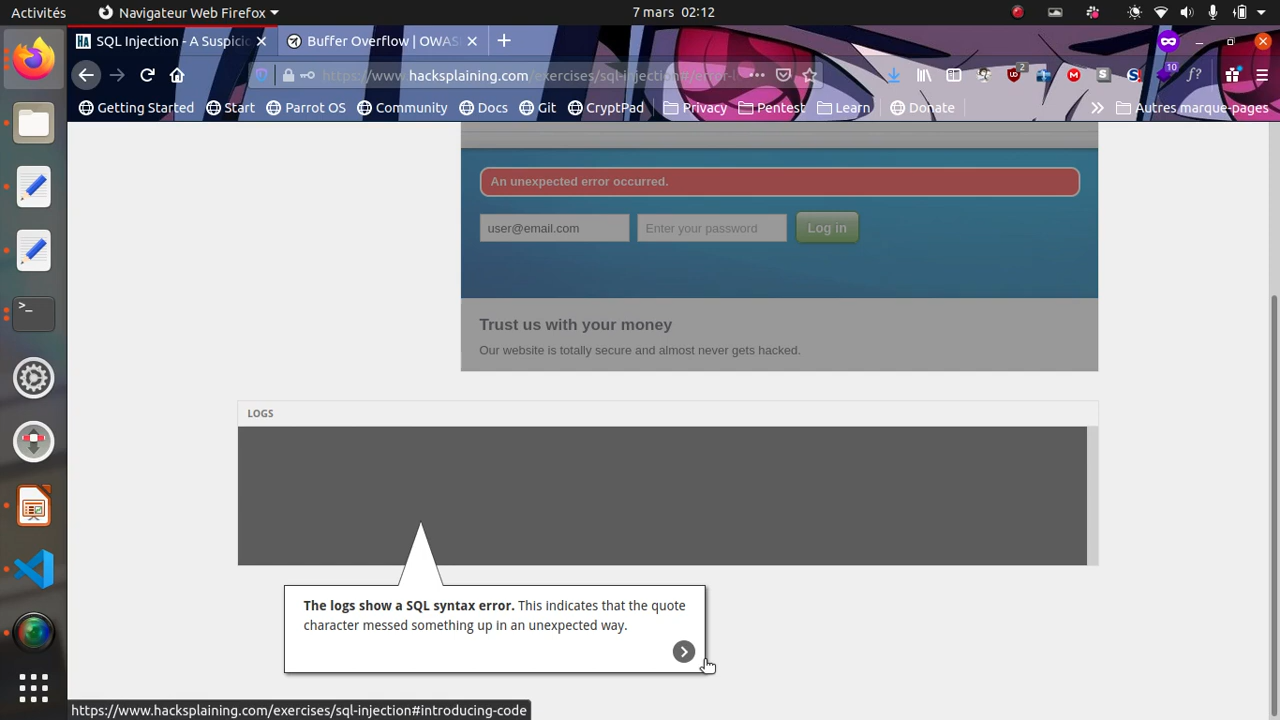 Activités
Navigateur Web Firefox
7 mars 02:12
SQL Injection - A Suspicio
Buffer Overflow | OWAS
https://www.hacksplaining.com/exercises/sql-injection#/error-l
2
10
f?
Getting Started
Start
Parrot OS
Community
Docs
Git
CryptPad
Privacy
Pentest
Learn
Donate
Autres marque-pages
An unexpected error occurred.
user@email.com
Enter your password
Log in
Trust us with your money
Our website is totally secure and almost never gets hacked.
LOGS
The logs show a SQL syntax error. This indicates that the quote
character messed something up in an unexpected way.
https://www.hacksplaining.com/exercises/sql-injection#introducing-code